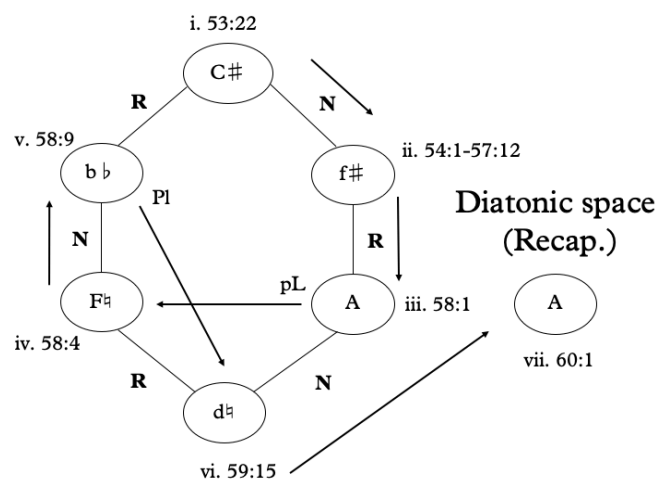 i. 53:22
C♯
R
N
v. 58:9
ii. 54:1-57:12
b♭
f♯
Pl
Diatonic space
(Recap.)
N
R
pL
F♮
A
iii. 58:1
A
iv. 58:4
vii. 60:1
R
N
d♮
vi. 59:15